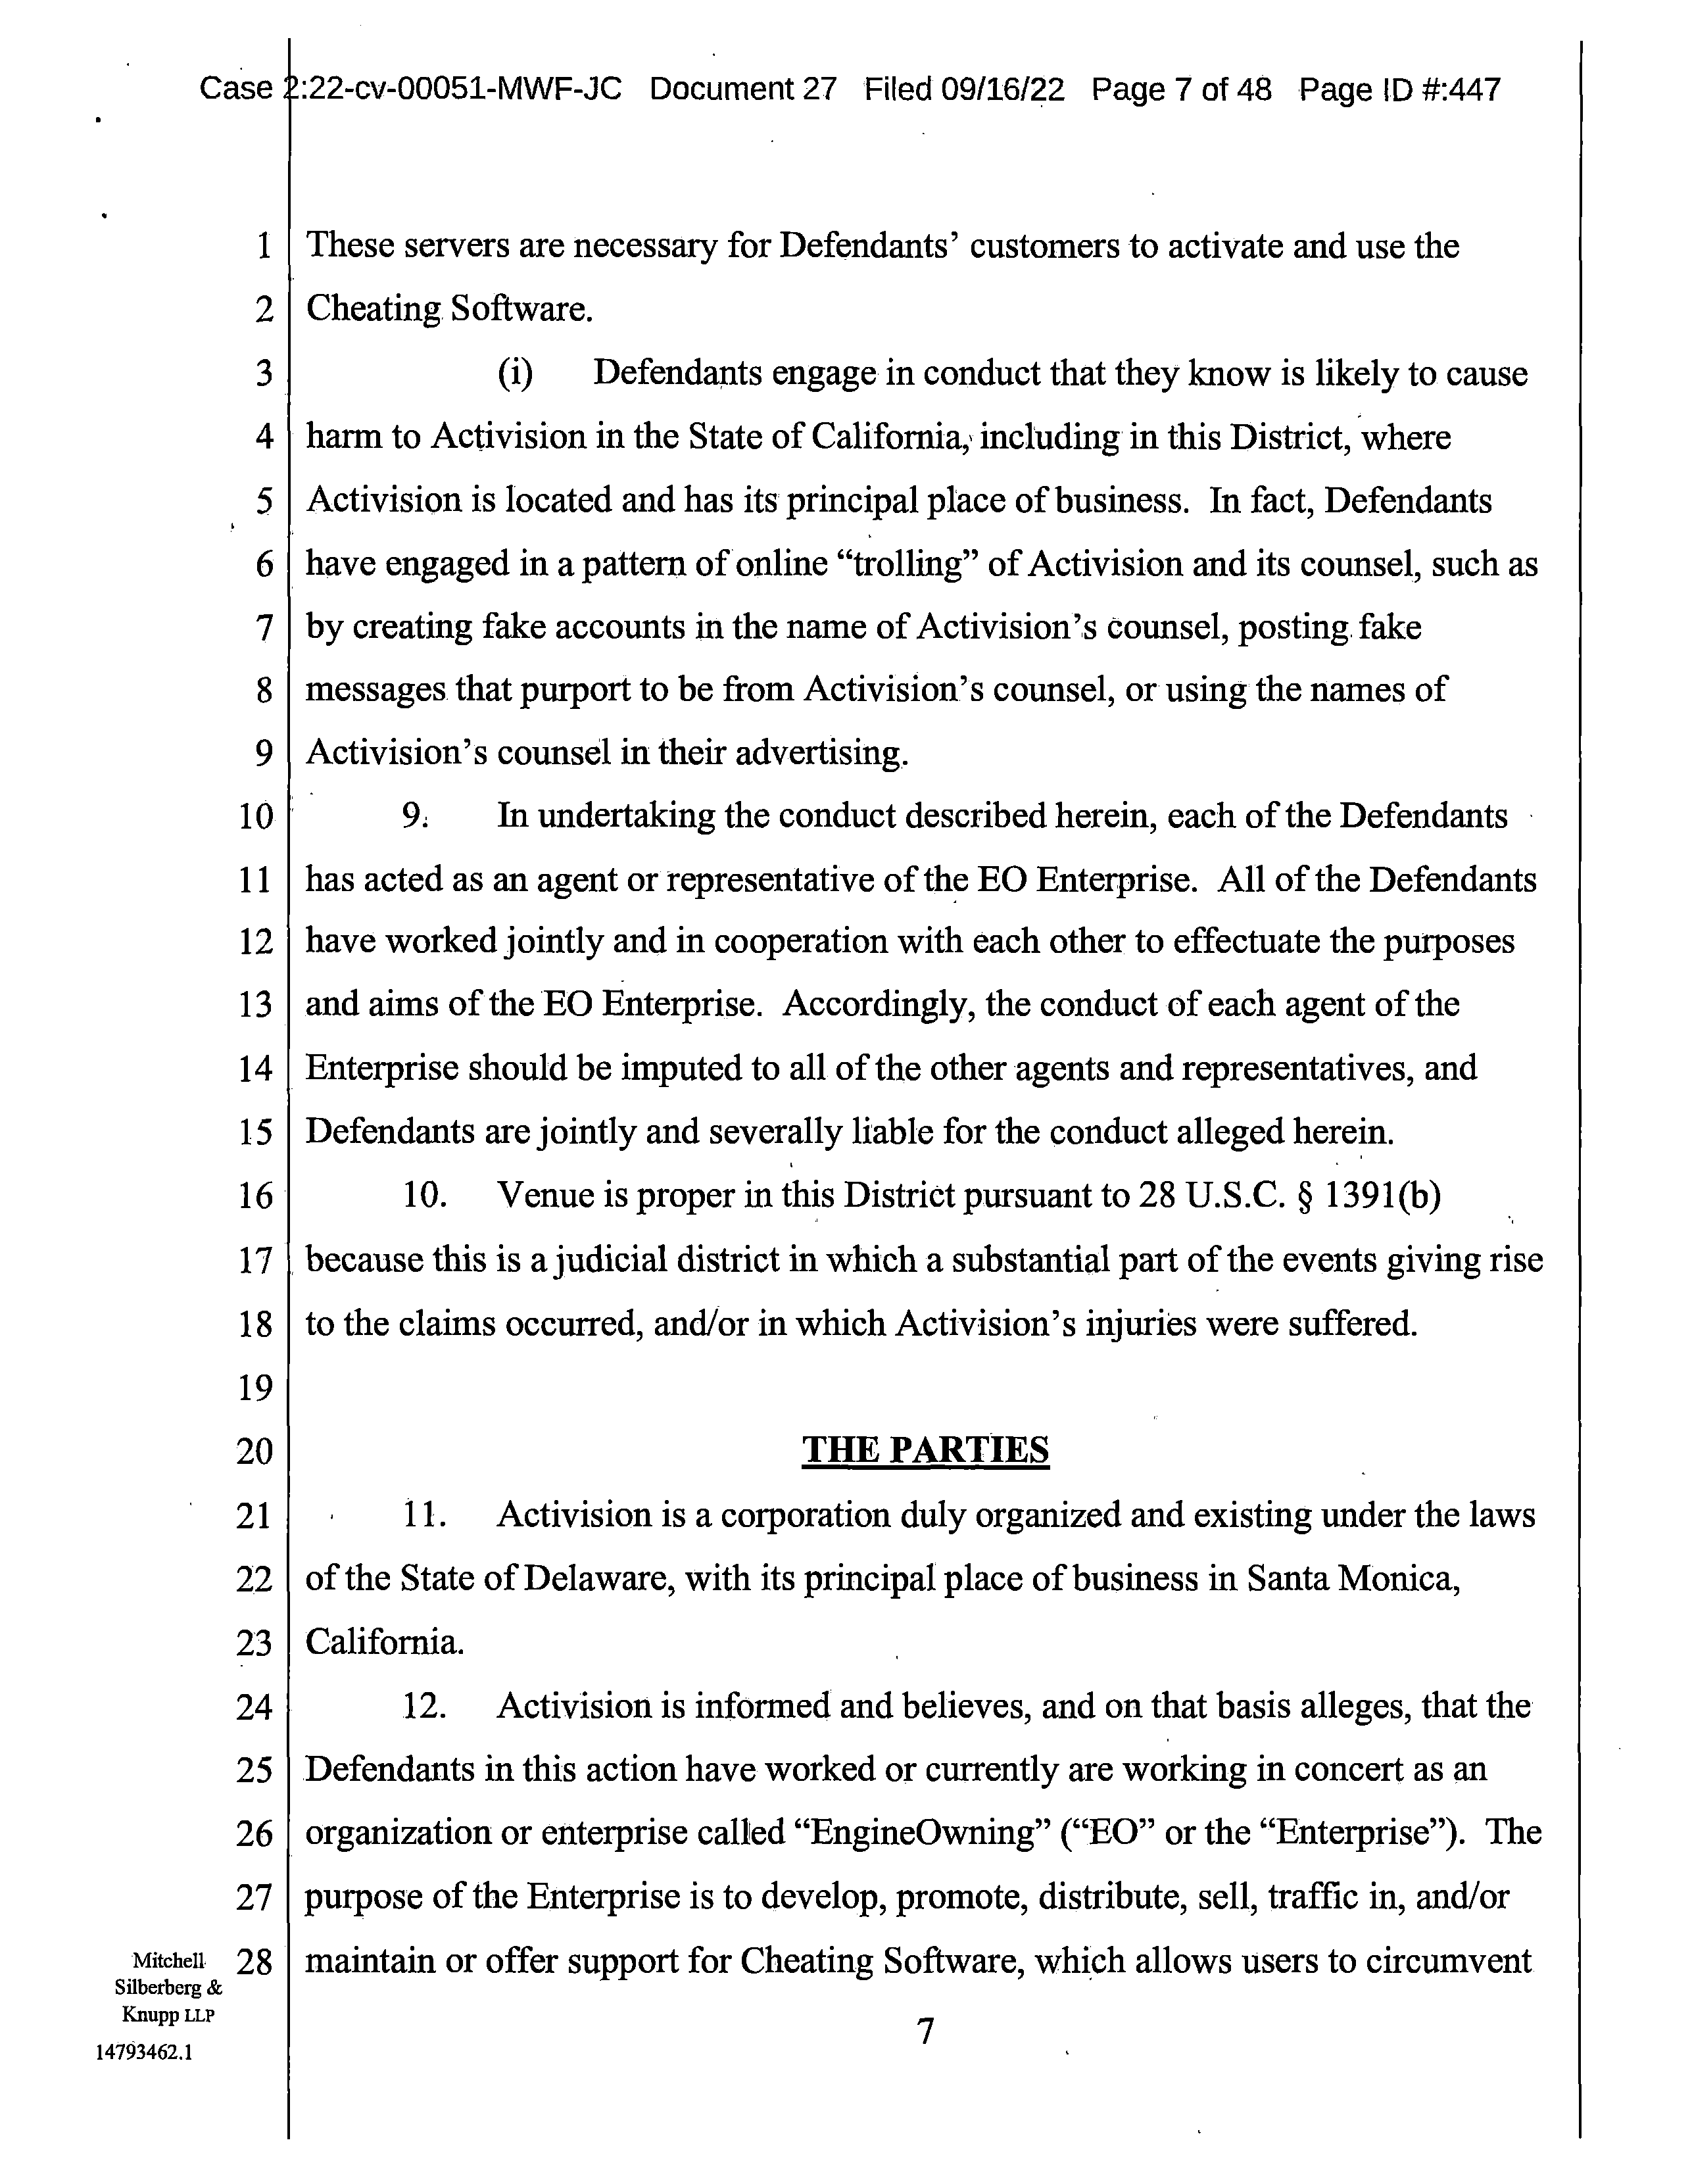 Case 2:22-cv-00051-MWF-JC Document 27 Filed 09/16/22 Page 7 of 48 Page ID #:447
1 These servers are necessary for Defendants’ customers to activate and use the
2 Cheating Software.
3 (i) Defendants engage in conduct that they know is likely to cause
4 harm to Activision in the State of California, including in this District, where
5 Activision is located and has its principal place of business. In fact, Defendants
6 have engaged in a pattern of online “trolling” of Activision and its counsel, such as
7 by creating fake accounts in the name of Activision’s counsel, posting fake
8 messages that purport to be from Activision’s counsel, or using the names of
9 Activision’s counsel in their advertising.
10 9. In undertaking the conduct described herein, each of the Defendants
11 has acted as an agent or representative of the EO Enterprise. All of the Defendants
12 have worked jointly and in cooperation with each other to effectuate the purposes
13 and aims of the EO Enterprise. Accordingly, the conduct of each agent of the
14 Enterprise should be imputed to all of the other agents and representatives, and
15 Defendants are jointly and severally liable for the conduct alleged herein.
16 10. Venue is proper in this District pursuant to 28 U.S.C. § 1391(b)
17 because this is a judicial district in which a substantial part of the events giving rise
18 to the claims occurred, and/or in which Activision’s injuries were suffered.
19
20 THE PARTIES
21 11. Activision is a corporation duly organized and existing under the laws
22 of the State of Delaware, with its principal place of business in Santa Monica,
23 California.
24 12. Activision is informed and believes, and on that basis alleges, that the
25 Defendants in this action have worked or currently are working in concert as an
26 organization or enterprise called “EngineOwning” (“EO” or the “Enterprise”). The
27 purpose of the Enterprise is to develop, promote, distribute, sell, traffic in, and/or
28 maintain or offer support for Cheating Software, which allows users to circumvent
Mitchell
Silberberg &
Knupp LLP
14793462.1
7